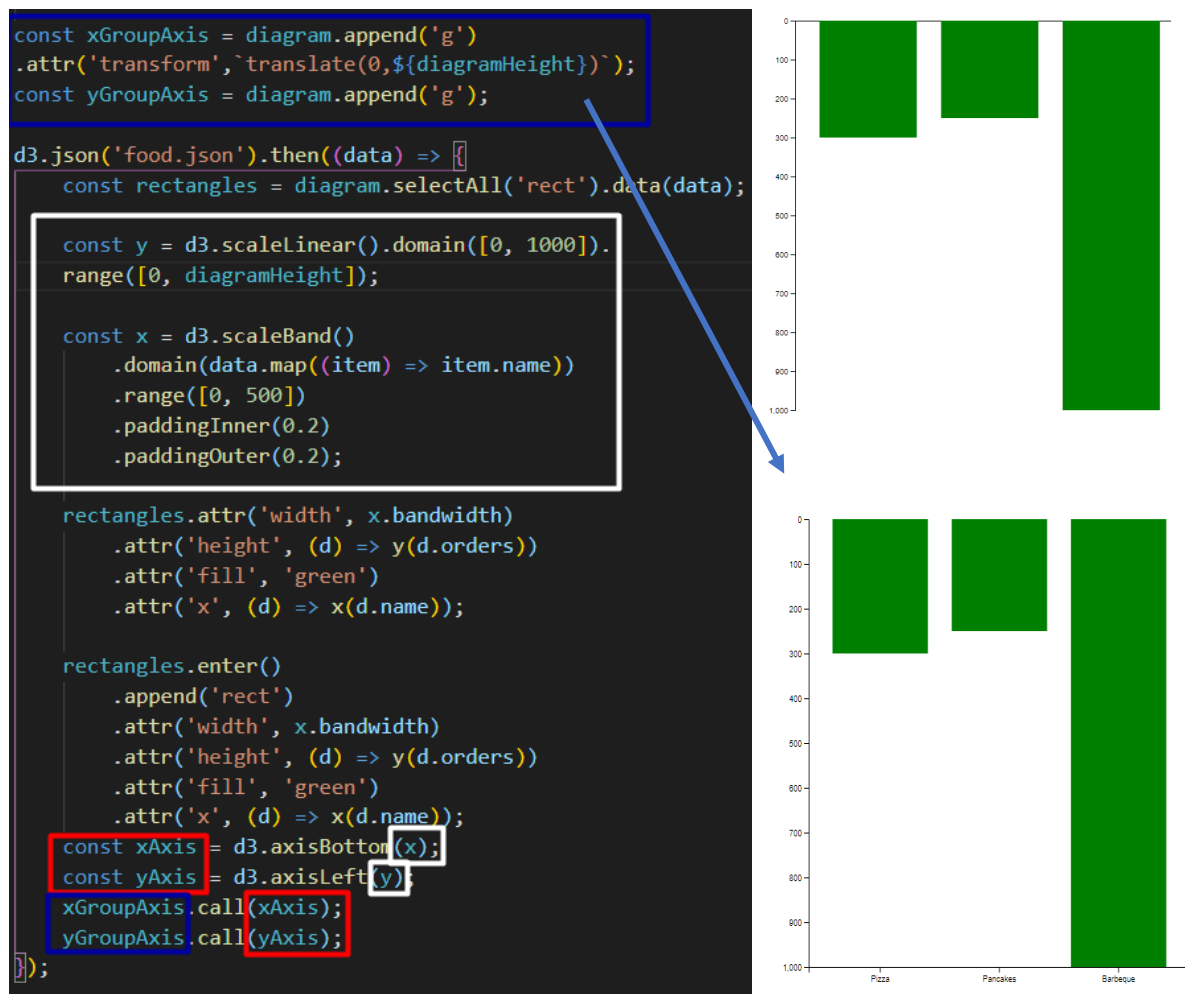 const xGroupAxis = diagram.append('g')
.attr('transform',`translate(0,${diagramHeight})`);
const yGroupAxis = diagram.append('g');
d3.json('food.json').then((data) => {
const rectangles = diagram.selectAll('rect').data(data);
const y = d3.scaleLinear().domain([0, 1000]).
range([0, diagramHeight]);
const x = d3.scaleBand()
.domain(data.map((item) => item.name))
.range([0, 500])
.paddingInner(0.2)
.paddingOuter(0.2);
rectangles.attr('width', x.bandwidth)
.attr('height', (d) => y(d.orders))
.attr('fill', 'green')
.attr('x', (d) => x(d.name));
rectangles.enter()
.append('rect')
.attr('width', x.bandwidth)
.attr('height', (d) => y(d.orders))
.attr('fill', 'green')
.attr('x', (d) => x(d.name));
const xAxis = d3.axisBottom(x);
const yAxis = d3.axisLeft(y);
xGroupAxis.call(xAxis);
yGroupAxis.call(yAxis);
});
0
100
200
300
400
500
600
700
800
900
1,000
0
100
200
300
400
500
600
700
800
900
1,000
Pizza Pancakes Barbeque